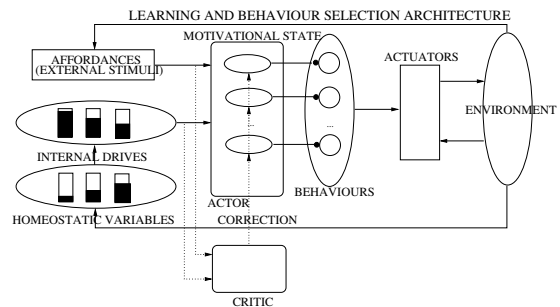 LEARNING AND BEHAVIOUR SELECTION ARCHITECTURE
AFFORDANCES
(EXTERNAL STIMULI)
MOTIVATIONAL STATE
ACTUATORS
ENVIRONMENT
...
...
INTERNAL DRIVES
HOMEOSTATIC VARIABLES
ACTOR
BEHAVIOURS
CORRECTION
CRITIC